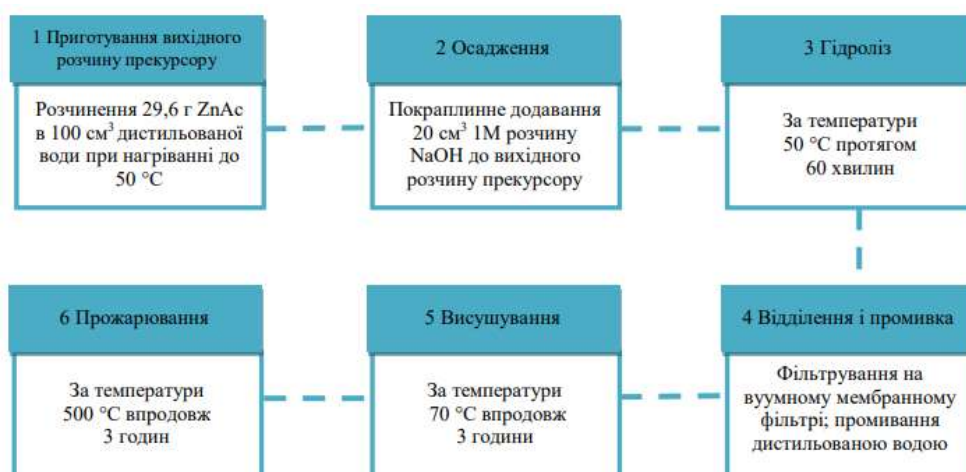 1 Приготування вихідного
розчину прекурсору
Розчинення 29,6 г ZnAc
в 100 см³ дистильованої
води при нагріванні до
50 °C
2 Осадження
Покраплинне додавання
20 см³ 1М розчину
NaOH до вихідного
розчину прекурсору
3 Гідроліз
За температури
50 °C протягом
60 хвилин
6 Прожарювання
За температури
500 °C впродовж
3 годин
5 Висушування
За температури
70 °C впродовж
3 години
4 Відділення і промивка
Фільтрування на
вуумному мембранному
фільтрі; промивання
дистильованою водою